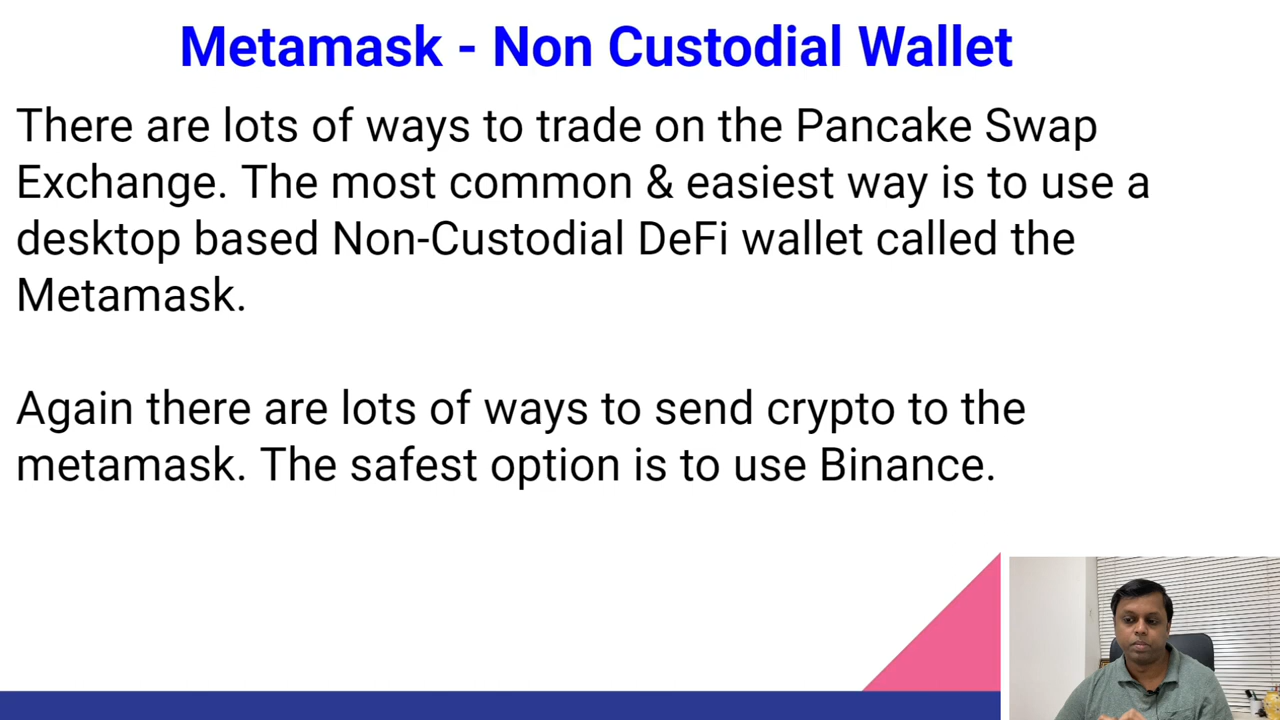 Metamask - Non Custodial Wallet
There are lots of ways to trade on the Pancake Swap
Exchange. The most common & easiest way is to use a
desktop based Non-Custodial DeFi wallet called the
Metamask.
Again there are lots of ways to send crypto to the
metamask. The safest option is to use Binance.